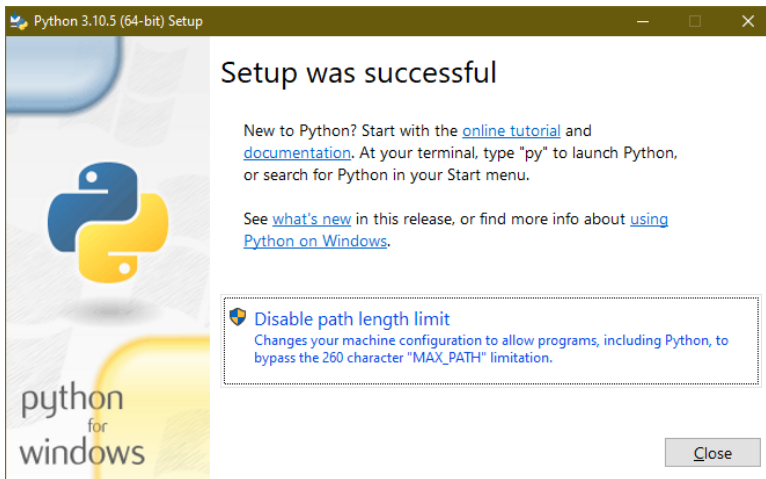 Python 3.10.5 (64-bit) Setup
Setup was successful
New to Python? Start with the online tutorial and
documentation. At your terminal, type "py" to launch Python,
or search for Python in your Start menu.
See what's new in this release, or find more info about using
Python on Windows.
Disable path length limit
Changes your machine configuration to allow programs, including Python, to
bypass the 260 character "MAX_PATH" limitation.
python
for
windows
Close